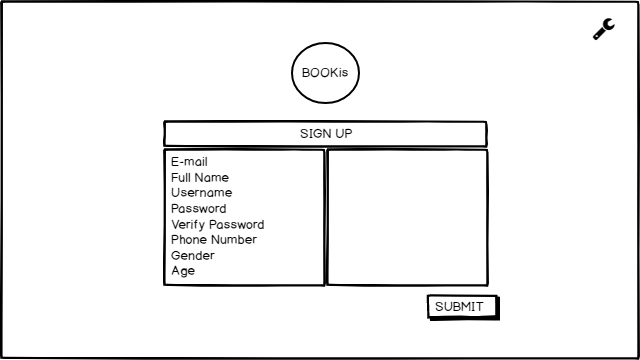 BOOKis
SIGN UP
E-mail
Full Name
Username
Password
Verify Password
Phone Number
Gender
Age
SUBMIT